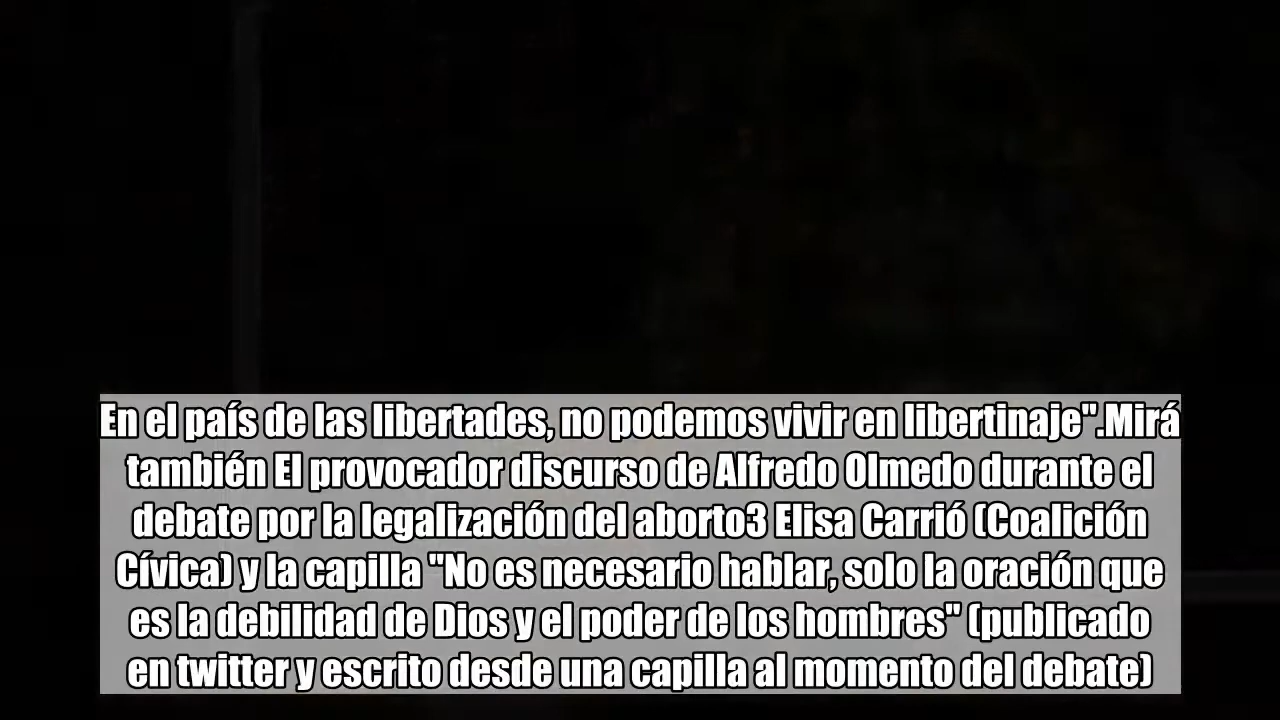 En el país de las libertades, no podemos vivir en libertinaje".Mirá
también El provocador discurso de Alfredo Olmedo durante el
debate por la legalización del aborto3 Elisa Carrió (Coalición
Cívica) y la capilla "No es necesario hablar, solo la oración que
es la debilidad de Dios y el poder de los hombres" (publicado
en twitter y escrito desde una capilla al momento del debate)